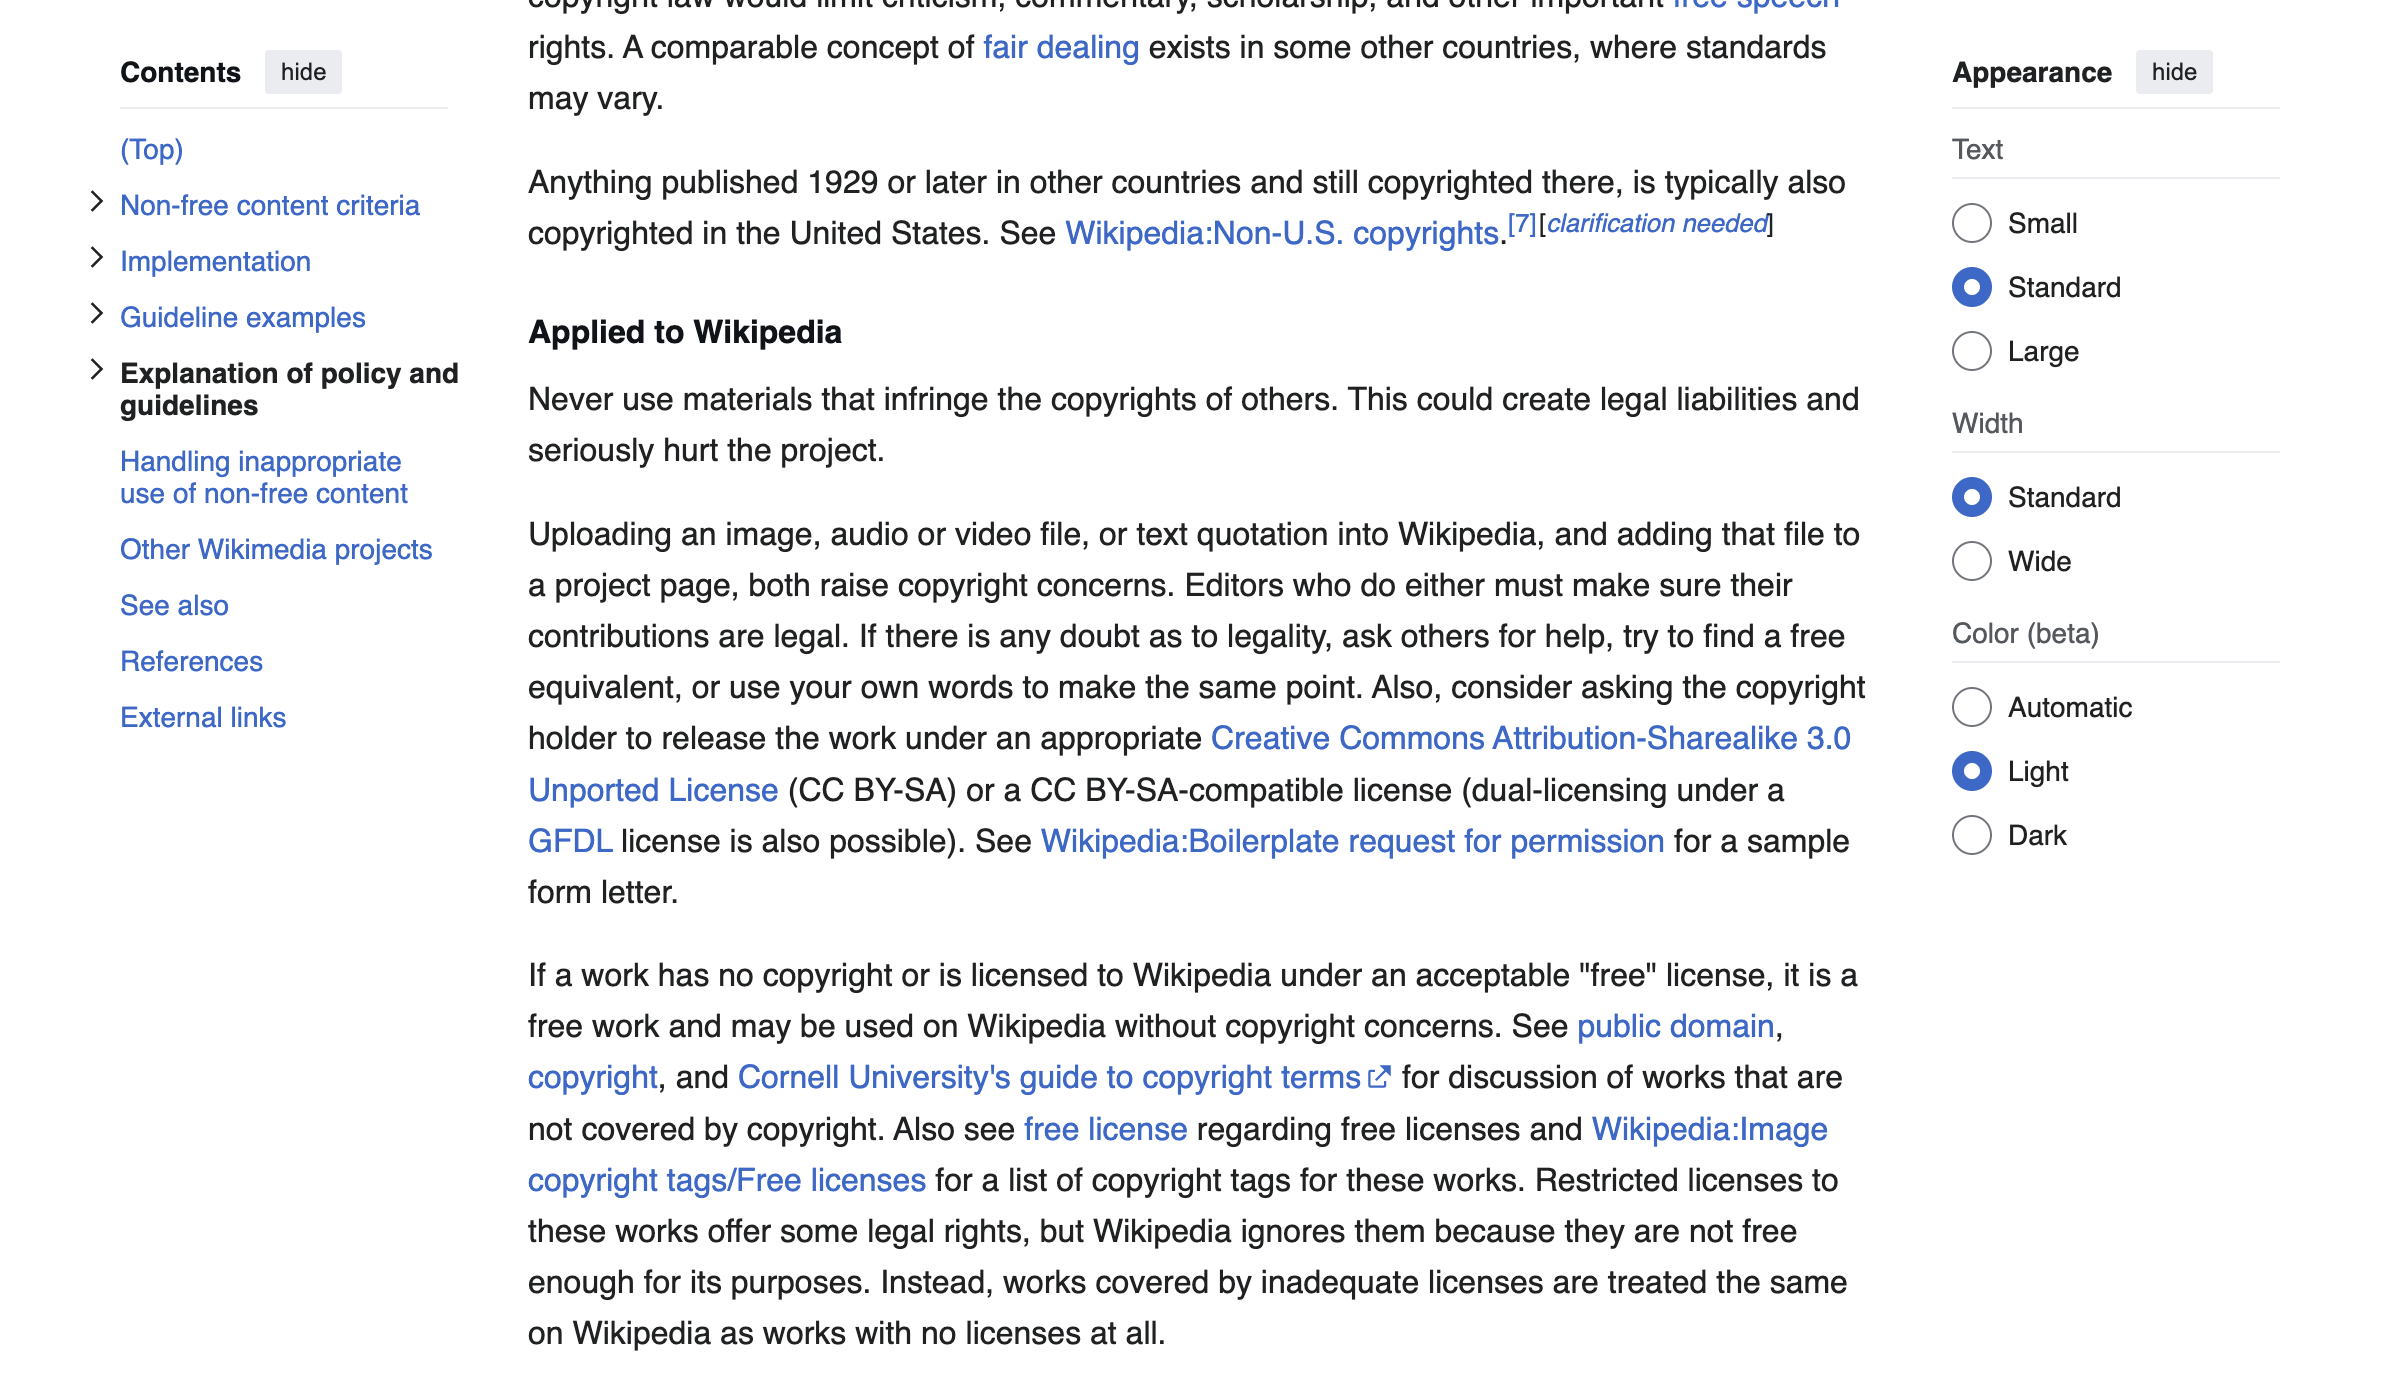 copyright law would limit criticism, commentary, scholarship, and other important free speech
rights. A comparable concept of fair dealing exists in some other countries, where standards
may vary.
Anything published 1929 or later in other countries and still copyrighted there, is typically also
copyrighted in the United States. See Wikipedia:Non-U.S. copyrights.[7][clarification needed]
Applied to Wikipedia
Never use materials that infringe the copyrights of others. This could create legal liabilities and
seriously hurt the project.
Uploading an image, audio or video file, or text quotation into Wikipedia, and adding that file to
a project page, both raise copyright concerns. Editors who do either must make sure their
contributions are legal. If there is any doubt as to legality, ask others for help, try to find a free
equivalent, or use your own words to make the same point. Also, consider asking the copyright
holder to release the work under an appropriate Creative Commons Attribution-Sharealike 3.0
Unported License (CC BY-SA) or a CC BY-SA-compatible license (dual-licensing under a
GFDL license is also possible). See Wikipedia:Boilerplate request for permission for a sample
form letter.
If a work has no copyright or is licensed to Wikipedia under an acceptable "free" license, it is a
free work and may be used on Wikipedia without copyright concerns. See public domain,
copyright, and Cornell University's guide to copyright terms for discussion of works that are
not covered by copyright. Also see free license regarding free licenses and Wikipedia:Image
copyright tags/Free licenses for a list of copyright tags for these works. Restricted licenses to
these works offer some legal rights, but Wikipedia ignores them because they are not free
enough for its purposes. Instead, works covered by inadequate licenses are treated the same
on Wikipedia as works with no licenses at all.
Contents hide
(Top)
Non-free content criteria
Implementation
Guideline examples
Explanation of policy and
guidelines
Handling inappropriate
use of non-free content
Other Wikimedia projects
See also
References
External links
Appearance hide
Text
Small
Standard
Large
Width
Standard
Wide
Color (beta)
Automatic
Light
Dark